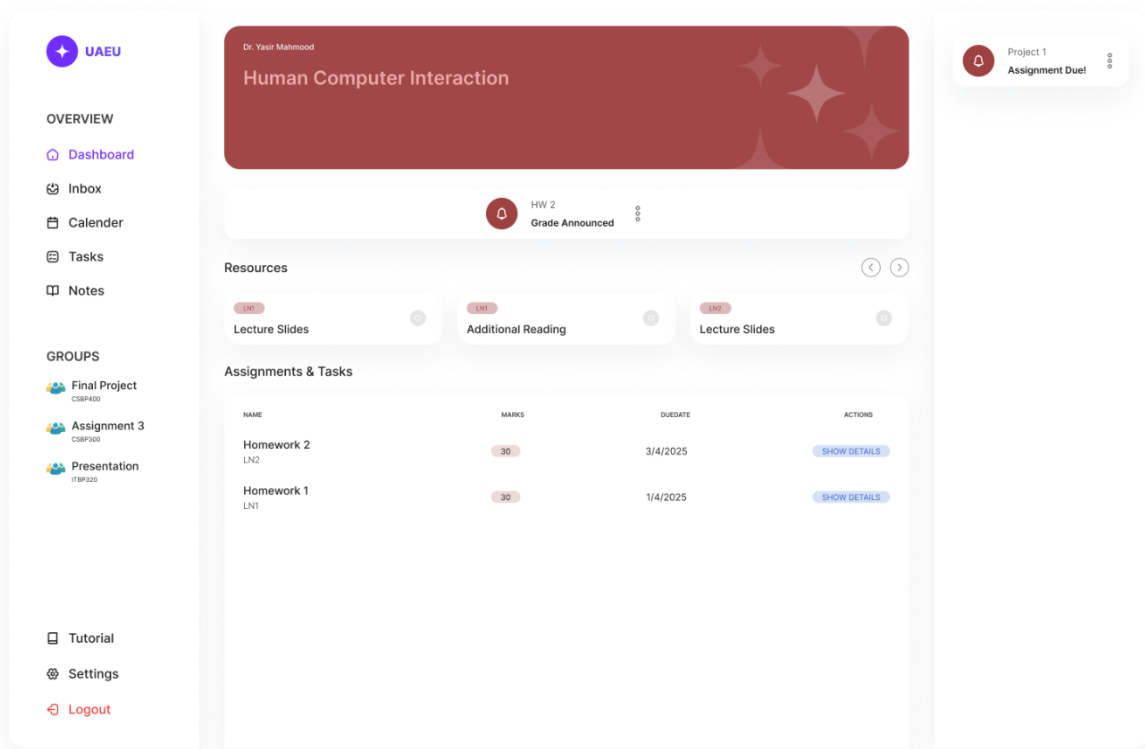 UAEU
OVERVIEW
Dashboard
Inbox
Calender
Tasks
Notes
GROUPS
Final Project
CSBP400
Assignment 3
CSBP300
Presentation
ITBP320
Tutorial
Settings
Logout
Dr. Yasir Mahmood
Human Computer Interaction
HW 2
Grade Announced
Resources
LN1
Lecture Slides
LN1
Additional Reading
LN2
Lecture Slides
Assignments & Tasks
NAME MARKS DUEDATE ACTIONS
Homework 2
LN2
30 3/4/2025 SHOW DETAILS
Homework 1
LN1
30 1/4/2025 SHOW DETAILS
Project 1
Assignment Due!